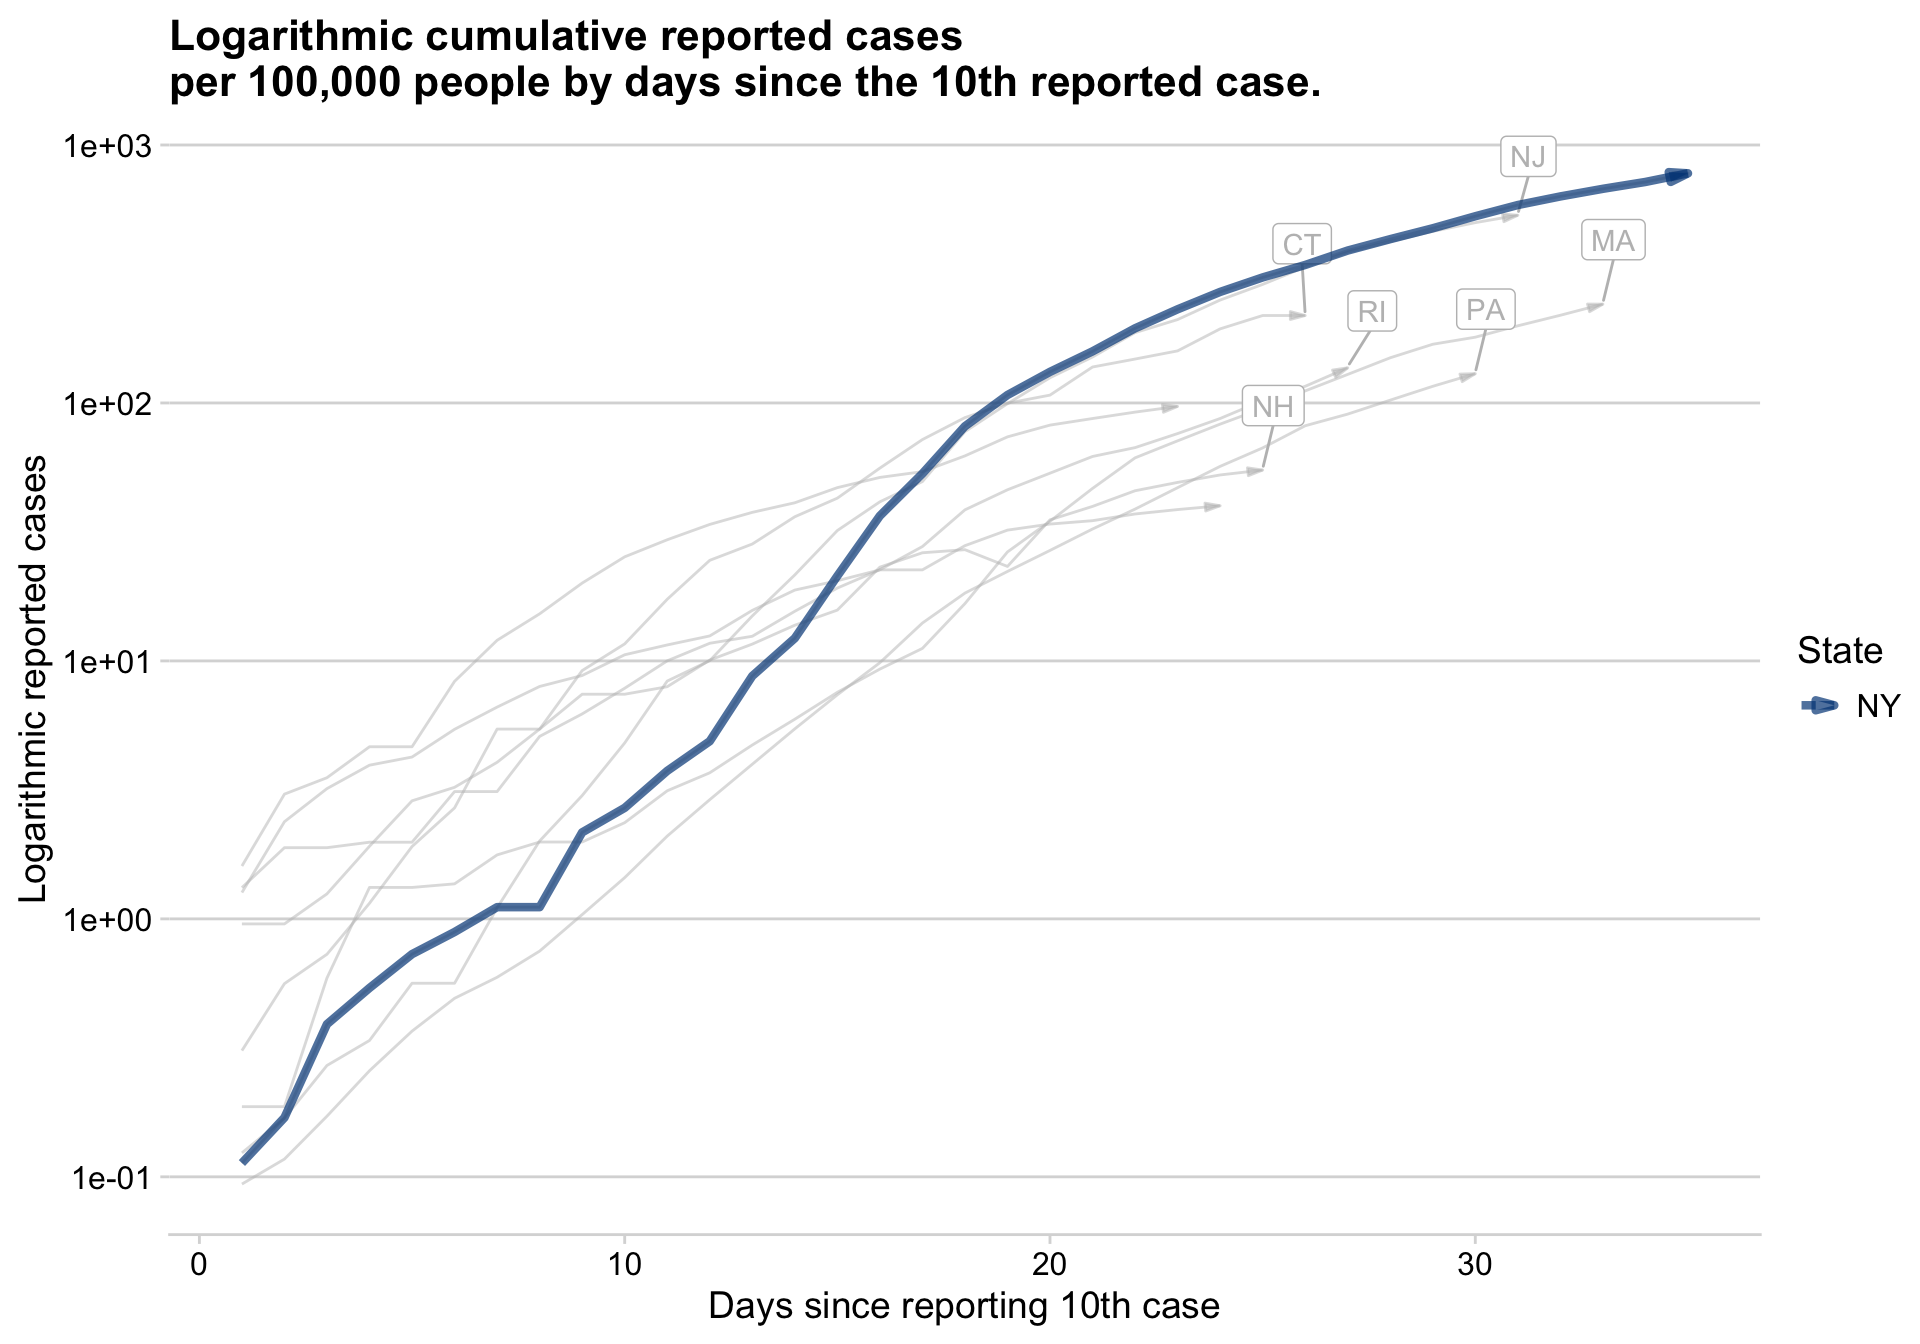 Logarithmic cumulative reported cases
per 100,000 people by days since the 10th reported case.
1e+03
NJ
CT
MA
RI
PA
1e+02
NH
Logarithmic reported cases
1e+01
State
NY
1e+00
1e-01
0
10
20
30
Days since reporting 10th case